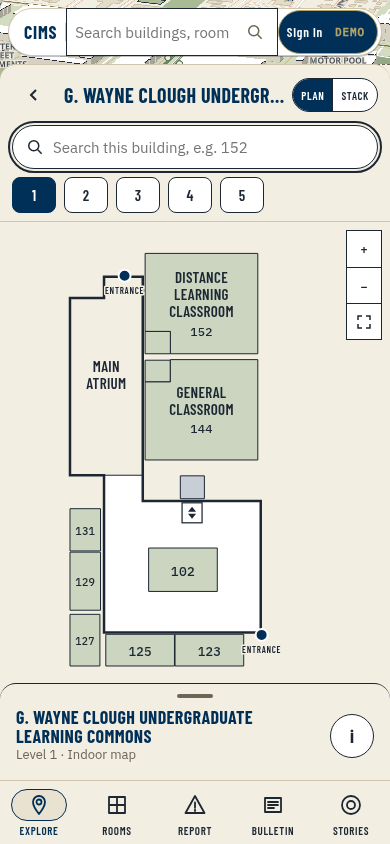 CIMS
Search buildings, room
Sign In DEMO
MOTOR POOL
G. WAYNE CLOUGH UNDERGR...
PLAN
STACK
Search this building, e.g. 152
1
2
3
4
5
+
−
DISTANCE
LEARNING
CLASSROOM
152
ENTRANCE
MAIN
ATRIUM
GENERAL
CLASSROOM
144
131
129
127
102
125
123
ENTRANCE
G. WAYNE CLOUGH UNDERGRADUATE
LEARNING COMMONS
Level 1 · Indoor map
i
EXPLORE
ROOMS
REPORT
BULLETIN
STORIES